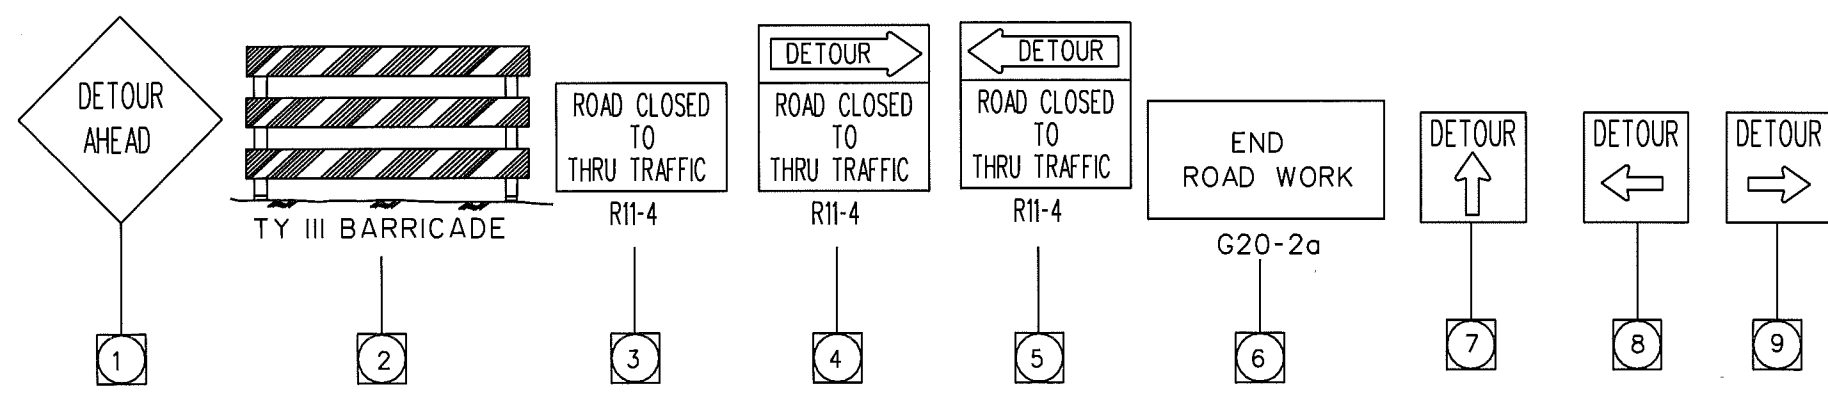 DETOUR
AHEAD
TY III BARRICADE
ROAD CLOSED
TO
THRU TRAFFIC
R11-4
DETOUR
ROAD CLOSED
TO
THRU TRAFFIC
R11-4
DETOUR
ROAD CLOSED
TO
THRU TRAFFIC
R11-4
END
ROAD WORK
G20-2a
DETOUR
DETOUR
DETOUR
1
2
3
4
5
6
7
8
9